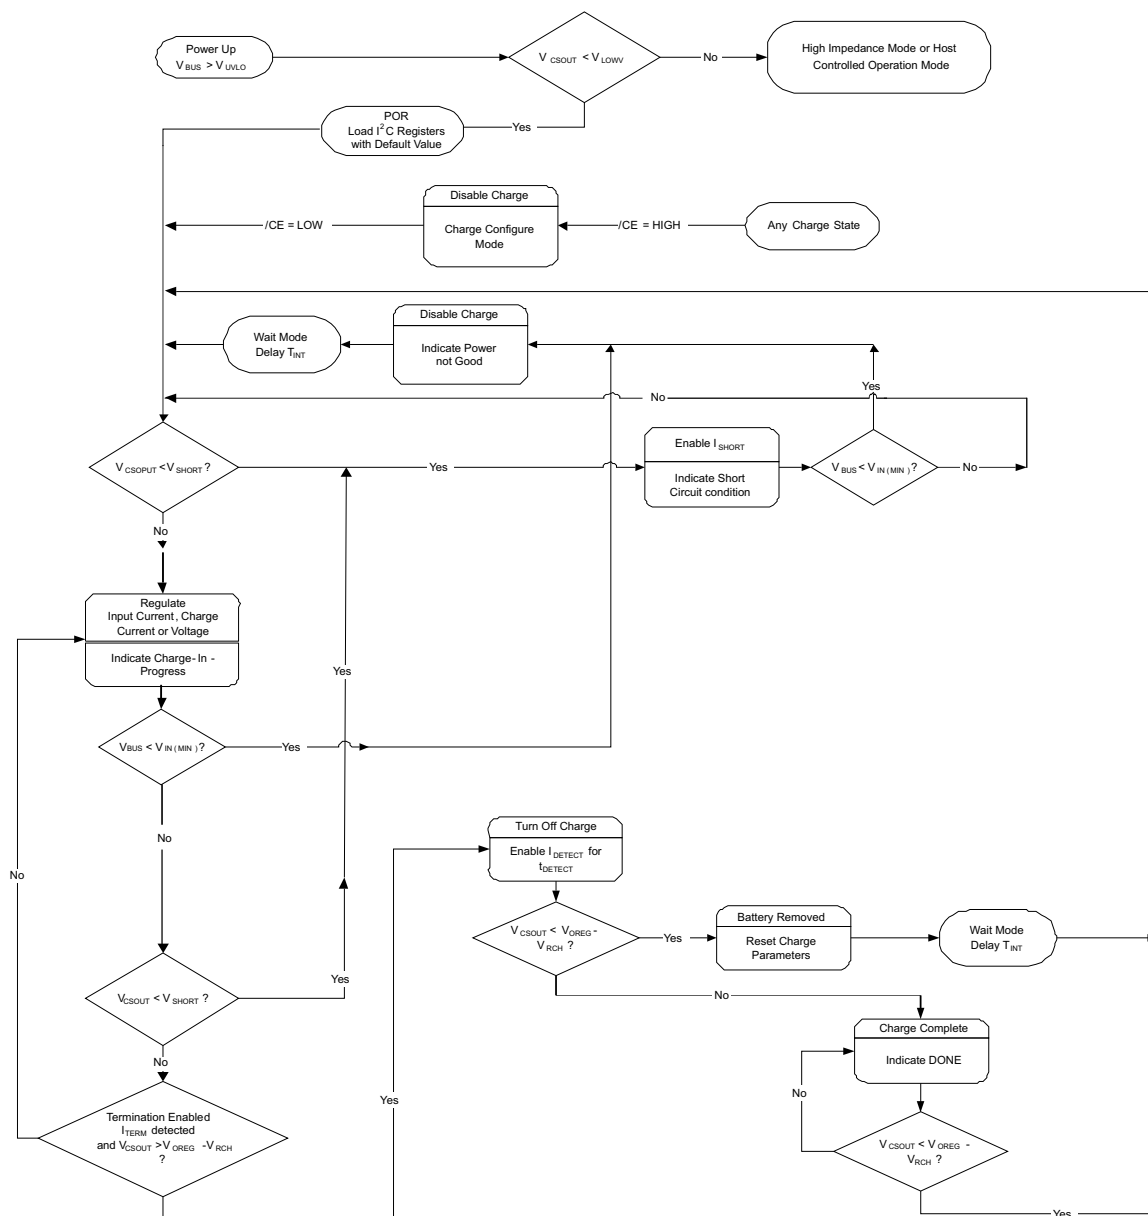 Power Up
V BUS > V UVLO
V CSOUT < V LOWV
No
High Impedance Mode or Host
Controlled Operation Mode
Yes
POR
Load I2C Registers
with Default Value
Disable Charge
/CE = LOW
Charge Configure
Mode
/CE = HIGH
Any Charge State
Disable Charge
Wait Mode
Delay TINT
Indicate Power
not Good
Yes
No
V CSOPUT < V SHORT ?
Yes
Enable I SHORT
Indicate Short
Circuit condition
V BUS < V IN ( MIN ) ?
No
No
Regulate
Input Current , Charge
Current or Voltage
Indicate Charge- In -
Progress
Yes
VBUS < V IN ( MIN ) ?
Yes
No
No
Turn Off Charge
Enable I DETECT for
tDETECT
V CSOUT < VOREG -
V RCH ?
Yes
Battery Removed
Reset Charge
Parameters
Wait Mode
Delay TINT
VCSOUT < V SHORT ?
Yes
No
No
Charge Complete
Indicate DONE
No
Yes
Termination Enabled
ITERM detected
and VCSOUT >VOREG -VRCH
?
V CSOUT < V OREG -
VRCH ?
Yes